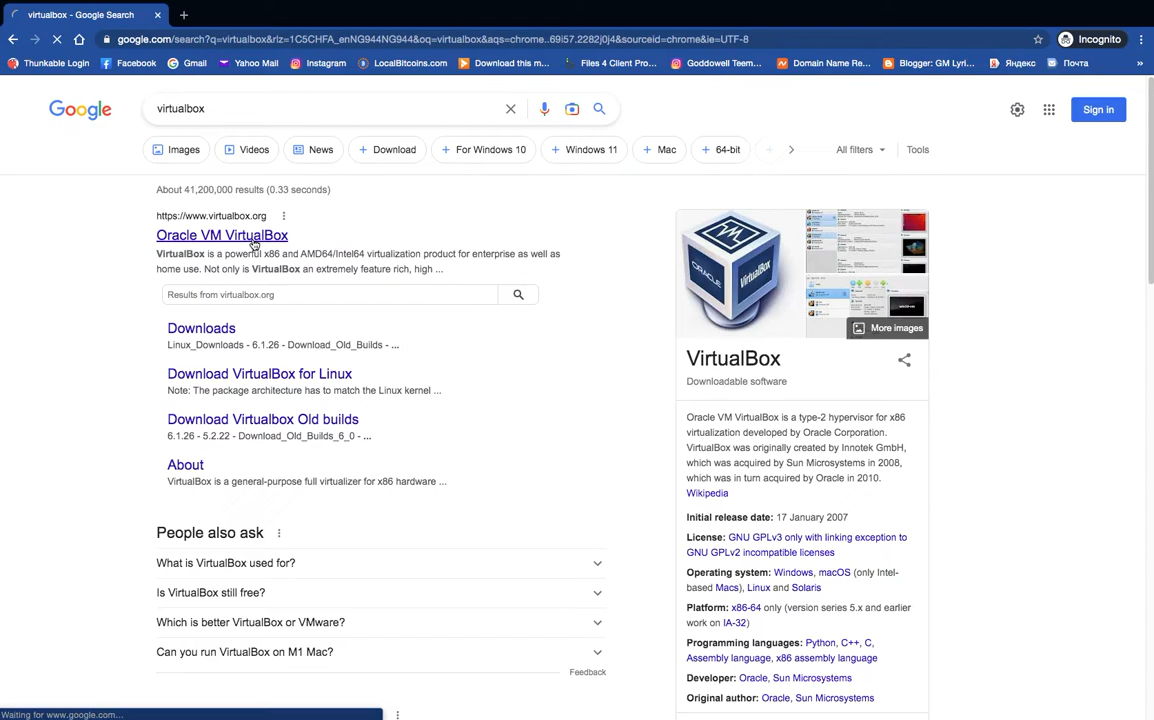 virtualbox - Google Search
google.com/search?q=virtualbox&rlz=1C5CHFA_enNG944NG944&oq=virtualbox&aqs=chrome..69i57.2282j0j4&sourceid=chrome&ie=UTF-8
Incognito
Thunkable Login
Facebook
Gmail
Yahoo Mail
Instagram
LocalBitcoins.com
Download this m...
Files 4 Client Pro...
Goddowell Teem...
Domain Name Re...
Blogger: GM Lyri...
Яндекс
Почта
Google
virtualbox
Sign in
Images
Videos
News
Download
For Windows 10
Windows 11
Mac
64-bit
All filters
Tools
About 41,200,000 results (0.33 seconds)
https://www.virtualbox.org
Oracle VM VirtualBox
VirtualBox is a powerful x86 and AMD64/Intel64 virtualization product for enterprise as well as
home use. Not only is VirtualBox an extremely feature rich, high ...
Results from virtualbox.org
Downloads
Linux_Downloads - 6.1.26 - Download_Old_Builds - ...
Download VirtualBox for Linux
Note: The package architecture has to match the Linux kernel ...
Download Virtualbox Old builds
6.1.26 - 5.2.22 - Download_Old_Builds_6_0 - ...
About
VirtualBox is a general-purpose full virtualizer for x86 hardware ...
People also ask
What is VirtualBox used for?
Is VirtualBox still free?
Which is better VirtualBox or VMware?
Can you run VirtualBox on M1 Mac?
Feedback
ORACLE
VirtualBox
More images
VirtualBox
Downloadable software
Oracle VM VirtualBox is a type-2 hypervisor for x86
virtualization developed by Oracle Corporation.
VirtualBox was originally created by Innotek GmbH,
which was acquired by Sun Microsystems in 2008,
which was in turn acquired by Oracle in 2010.
Wikipedia
Initial release date: 17 January 2007
License: GNU GPLv3 only with linking exception to
GNU GPLv2 incompatible licenses
Operating system: Windows, macOS (only Intel-
based Macs), Linux and Solaris
Platform: x86-64 only (version series 5.x and earlier
work on IA-32)
Programming languages: Python, C++, C,
Assembly language, x86 assembly language
Developer: Oracle, Sun Microsystems
Original author: Oracle, Sun Microsystems
Waiting for www.google.com...